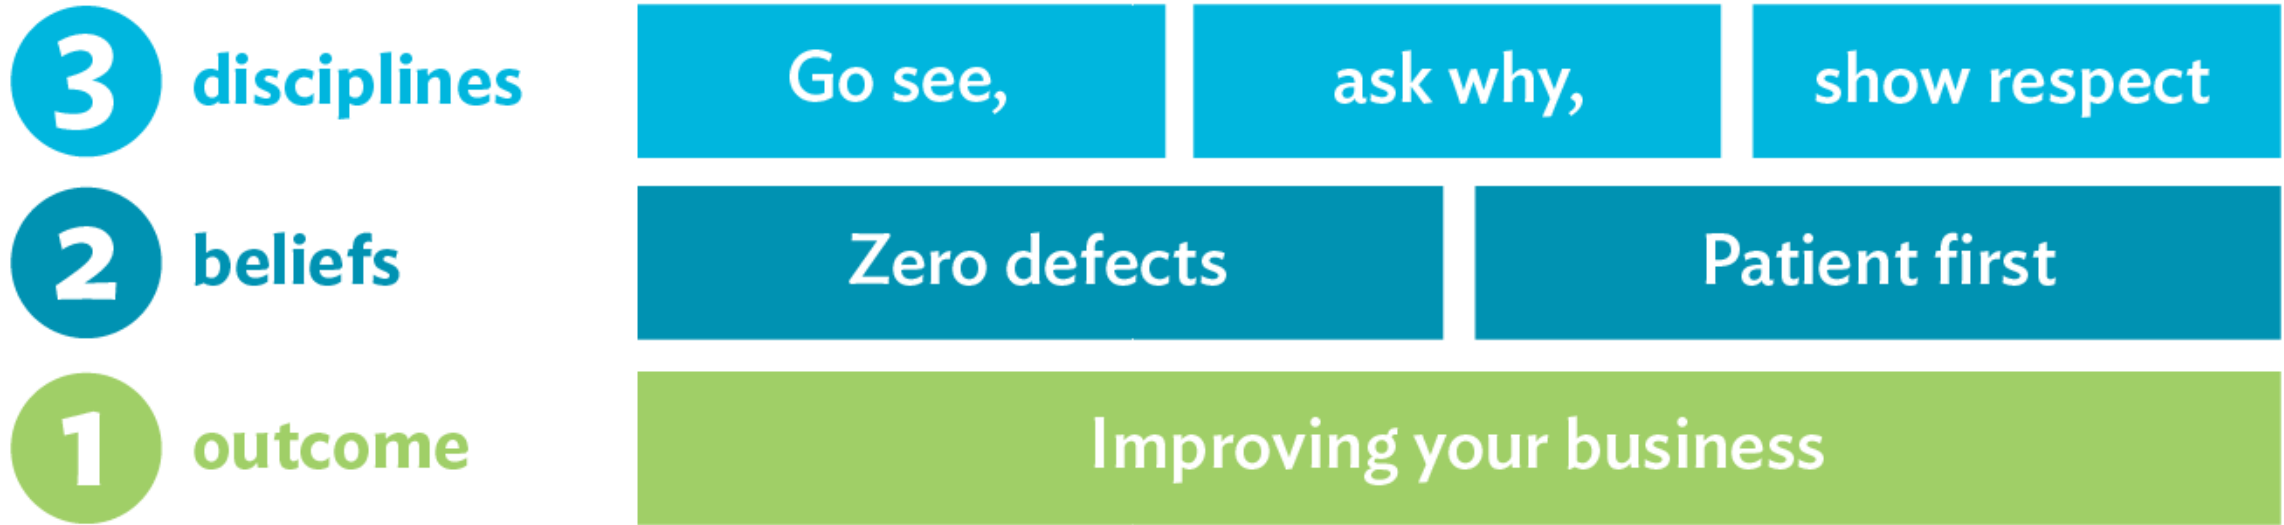 3 disciplines Go see, ask why, show respect
2 beliefs Zero defects Patient first
1 outcome Improving your business